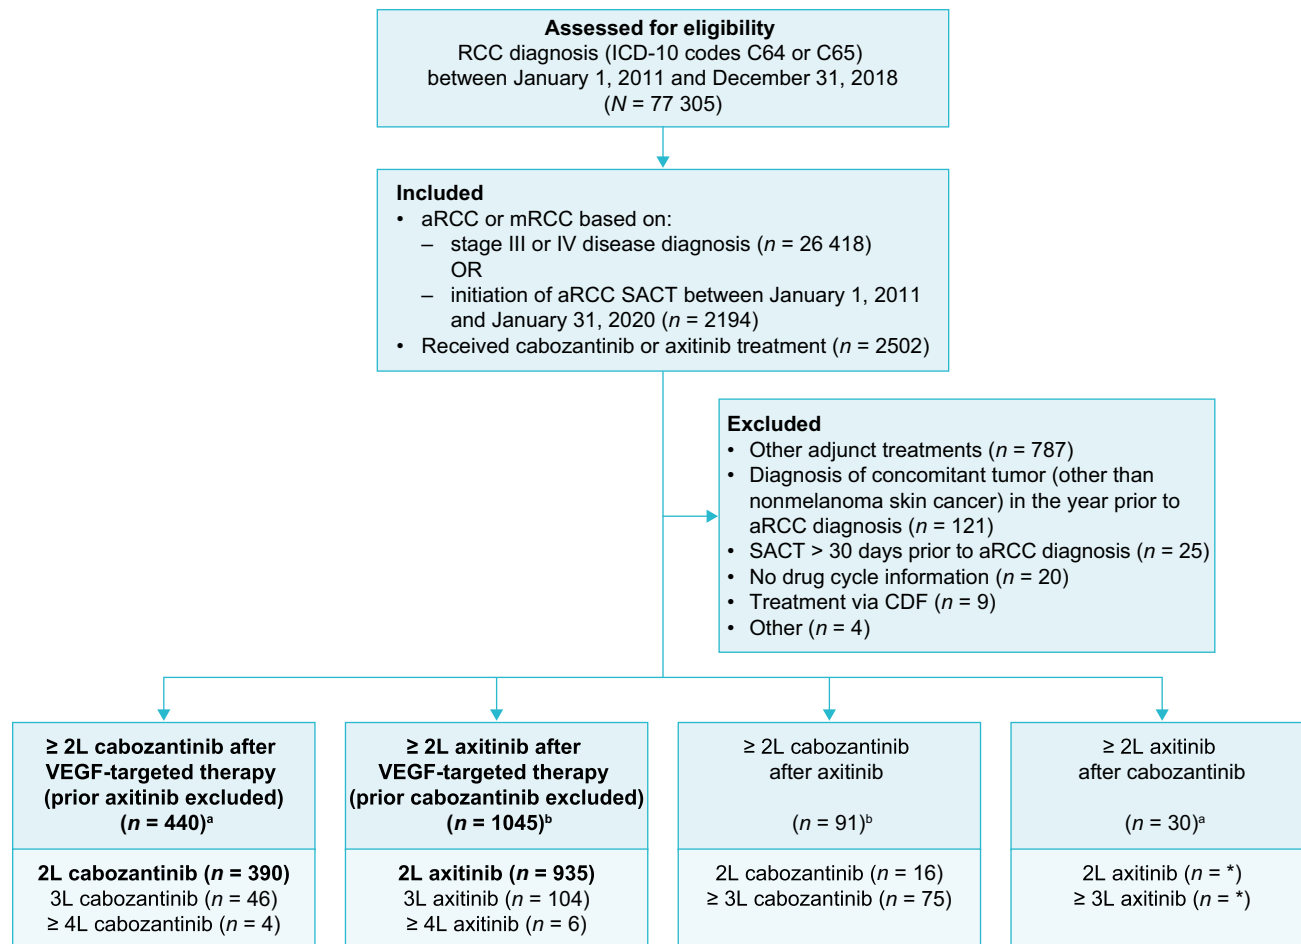 Assessed for eligibility
RCC diagnosis (ICD-10 codes C64 or C65)
between January 1, 2011 and December 31, 2018
(N = 77 305)
Included
• aRCC or mRCC based on:
– stage III or IV disease diagnosis (n = 26 418)
OR
– initiation of aRCC SACT between January 1, 2011
and January 31, 2020 (n = 2194)
• Received cabozantinib or axitinib treatment (n = 2502)
Excluded
• Other adjunct treatments (n = 787)
• Diagnosis of concomitant tumor (other than
nonmelanoma skin cancer) in the year prior to
aRCC diagnosis (n = 121)
• SACT > 30 days prior to aRCC diagnosis (n = 25)
• No drug cycle information (n = 20)
• Treatment via CDF (n = 9)
• Other (n = 4)
≥ 2L cabozantinib after
VEGF-targeted therapy
(prior axitinib excluded)
(n = 440)ᵃ
2L cabozantinib (n = 390)
3L cabozantinib (n = 46)
≥ 4L cabozantinib (n = 4)
≥ 2L axitinib after
VEGF-targeted therapy
(prior cabozantinib excluded)
(n = 1045)ᵇ
2L axitinib (n = 935)
3L axitinib (n = 104)
≥ 4L axitinib (n = 6)
≥ 2L cabozantinib
after axitinib
(n = 91)ᵇ
2L cabozantinib (n = 16)
≥ 3L cabozantinib (n = 75)
≥ 2L axitinib
after cabozantinib
(n = 30)ᵃ
2L axitinib (n = *)
≥ 3L axitinib (n = *)